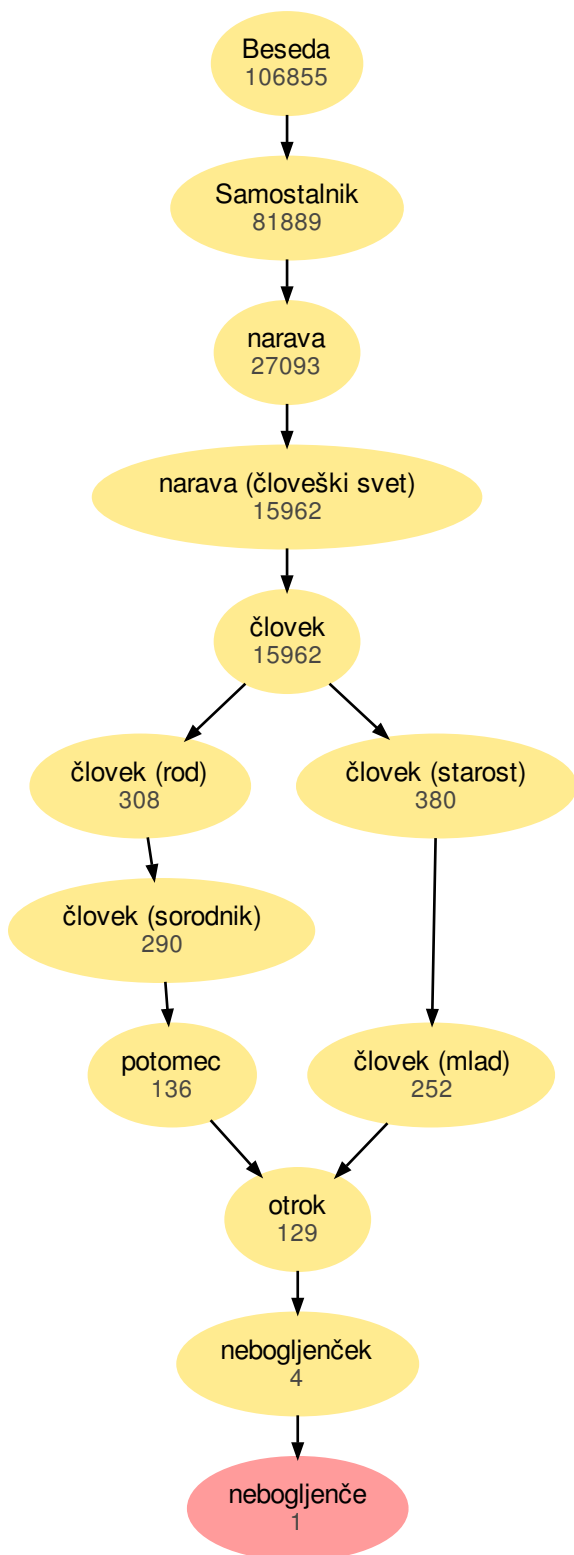 Beseda
106855
Samostalnik
81889
narava
27093
narava (človeški svet)
15962
človek
15962
človek (rod)
308
človek (starost)
380
človek (sorodnik)
290
potomec
136
človek (mlad)
252
otrok
129
nebogljenček
4
nebogljenče
1